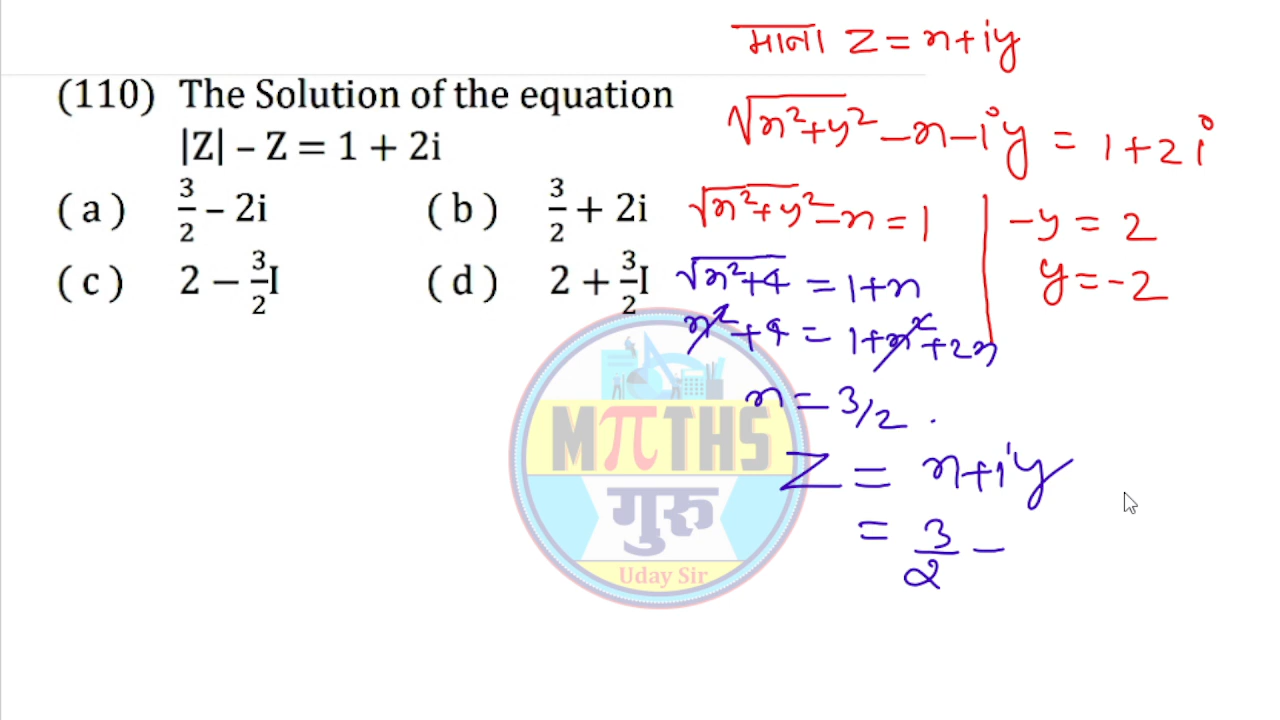 (110) The Solution of the equation
|Z| – Z = 1 + 2i
(a) 3/2 – 2i (b) 3/2 + 2i
(c) 2 – 3/2 I (d) 2 + 3/2 I
माना Z = x + iy
√x²+y² – x – iy = 1 + 2i
√x²+y² – x = 1
–y = 2
y = –2
√x²+4 = 1 + x
x² + 4 = 1 + x² + 2x
x = 3/2 .
Z = x + iy
= 3/2 –
MπTHS
गुरु
Uday Sir